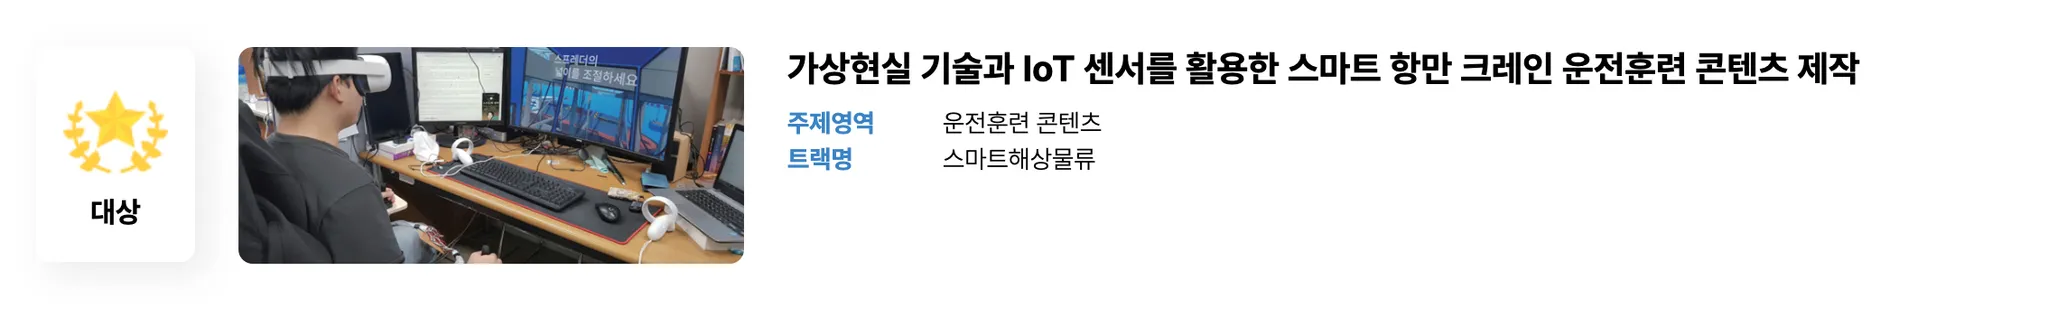 대상
스프레더의
넓이를 조절하세요
가상현실 기술과 IoT 센서를 활용한 스마트 항만 크레인 운전훈련 콘텐츠 제작
주제영역 운전훈련 콘텐츠
트랙명 스마트해상물류